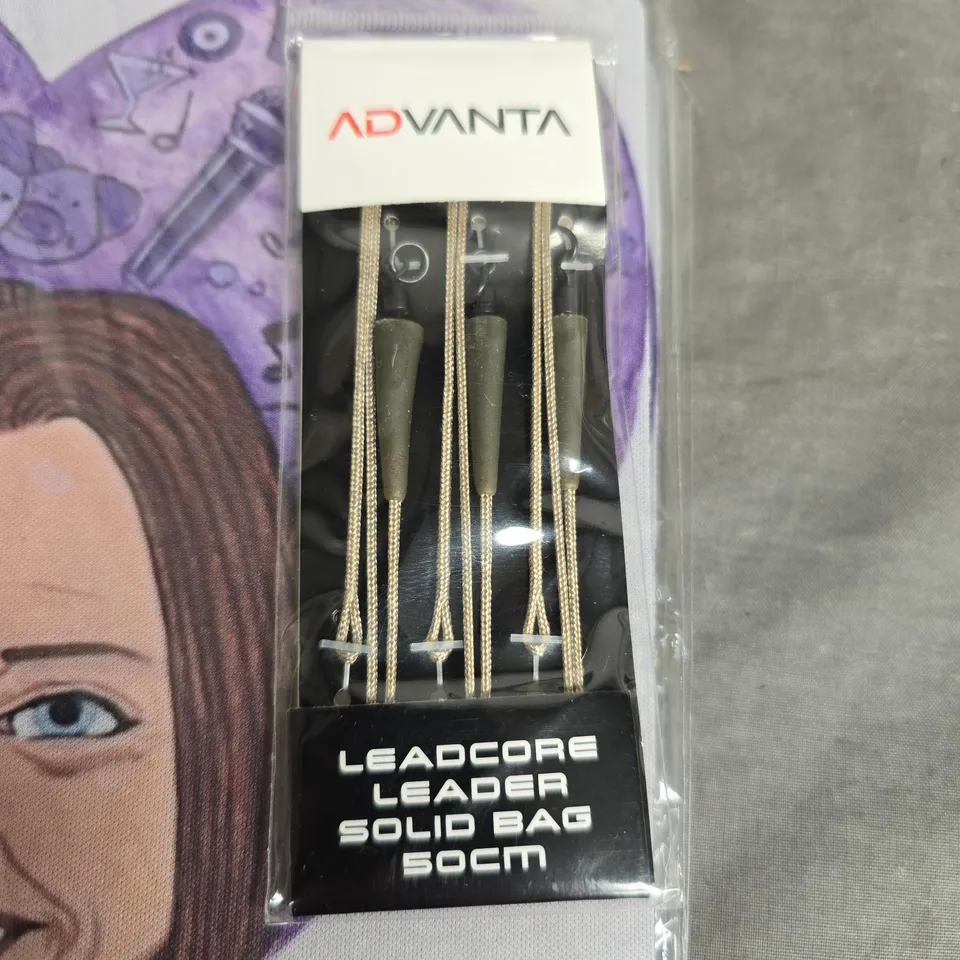 ADVANTA
LEADCORE
LEADER
SOLID BAG
50CM